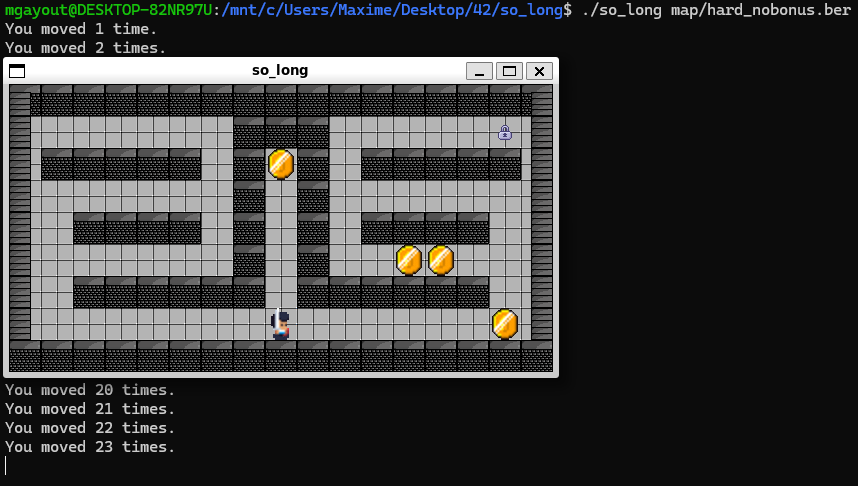 mgayout@DESKTOP-82NR97U:/mnt/c/Users/Maxime/Desktop/42/so_long$ ./so_long map/hard_nobonus.ber
You moved 1 time.
You moved 2 times.
so_long
You moved 20 times.
You moved 21 times.
You moved 22 times.
You moved 23 times.